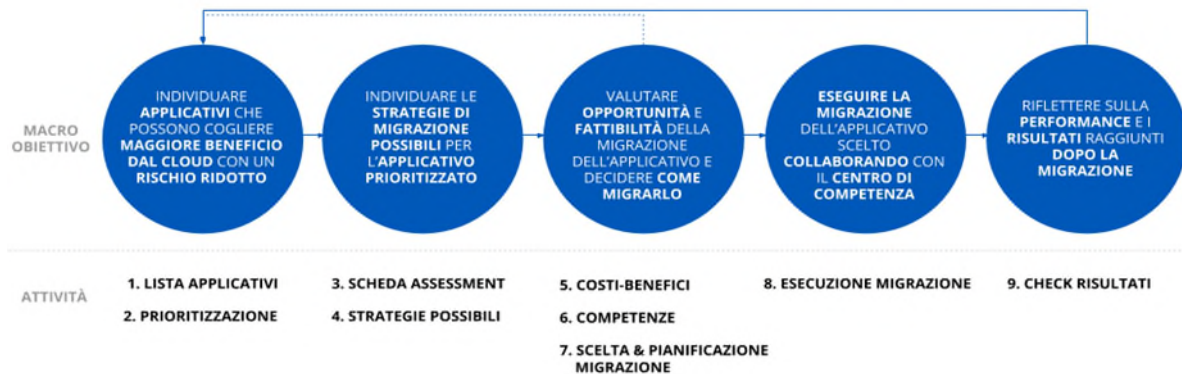 MACRO
OBIETTIVO
INDIVIDUARE
APPLICATIVI CHE
POSSONO COGLIERE
MAGGIORE BENEFICIO
DAL CLOUD CON UN
RISCHIO RIDOTTO
INDIVIDUARE LE
STRATEGIE DI
MIGRAZIONE
POSSIBILI PER
L'APPLICATIVO
PRIORITIZZATO
VALUTARE
OPPORTUNITÀ E
FATTIBILITÀ DELLA
MIGRAZIONE
DELL'APPLICATIVO E
DECIDERE COME
MIGRARLO
ESEGUIRE LA
MIGRAZIONE
DELL'APPLICATIVO
SCELTO
COLLABORANDO CON
IL CENTRO DI
COMPETENZA
RIFLETTERE SULLA
PERFORMANCE E I
RISULTATI RAGGIUNTI
DOPO LA
MIGRAZIONE
ATTIVITÀ
1. LISTA APPLICATIVI
2. PRIORITIZZAZIONE
3. SCHEDA ASSESSMENT
4. STRATEGIE POSSIBILI
5. COSTI-BENEFICI
6. COMPETENZE
7. SCELTA & PIANIFICAZIONE
MIGRAZIONE
8. ESECUZIONE MIGRAZIONE
9. CHECK RISULTATI